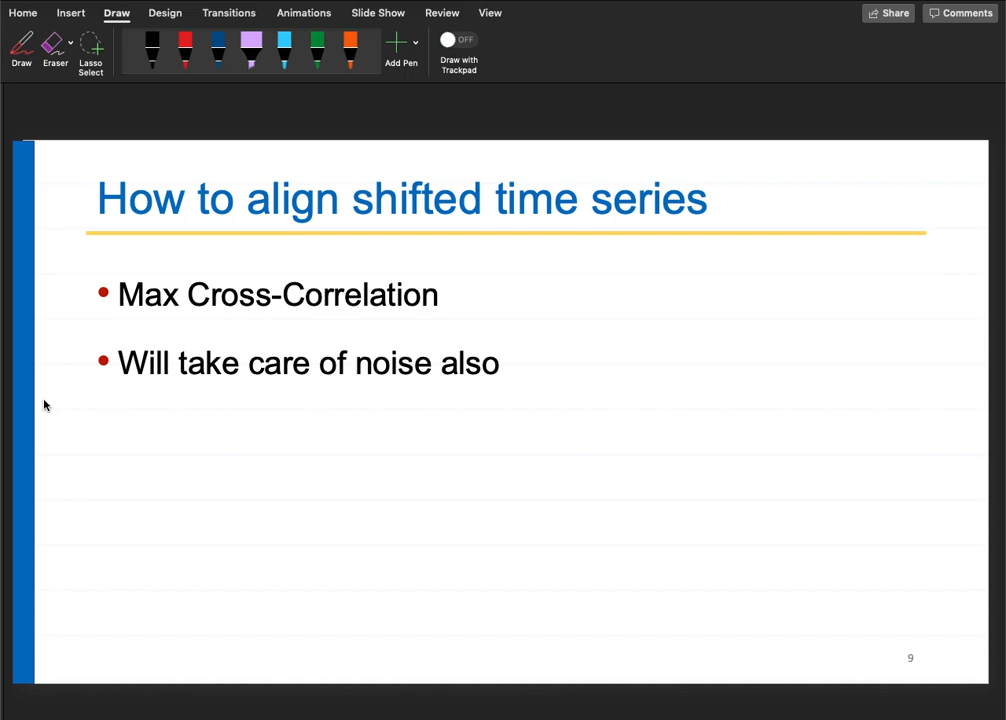 Home Insert Draw Design Transitions Animations Slide Show Review View Share Comments
Draw Eraser Lasso Select Add Pen OFF Draw with Trackpad
How to align shifted time series
• Max Cross-Correlation
• Will take care of noise also
9